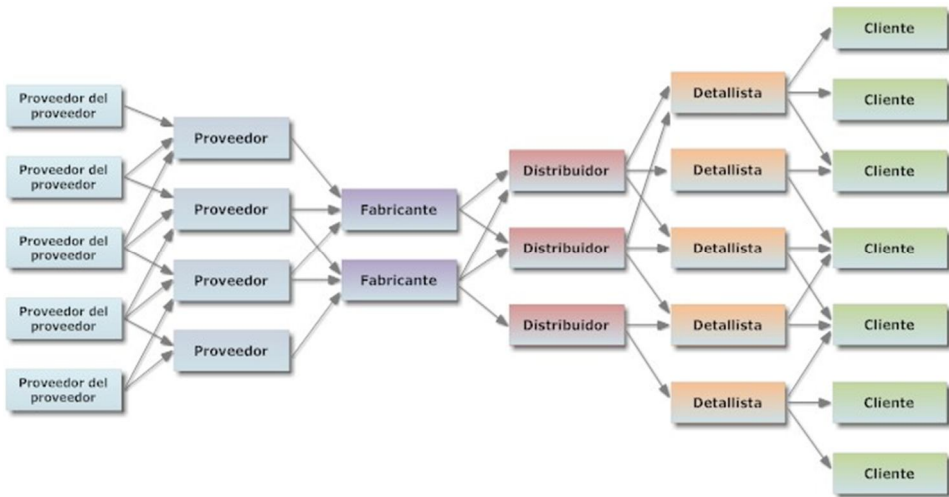 Proveedor del
proveedor
Proveedor del
proveedor
Proveedor del
proveedor
Proveedor del
proveedor
Proveedor del
proveedor
Proveedor
Proveedor
Proveedor
Proveedor
Fabricante
Fabricante
Distribuidor
Distribuidor
Distribuidor
Detallista
Detallista
Detallista
Detallista
Detallista
Cliente
Cliente
Cliente
Cliente
Cliente
Cliente
Cliente